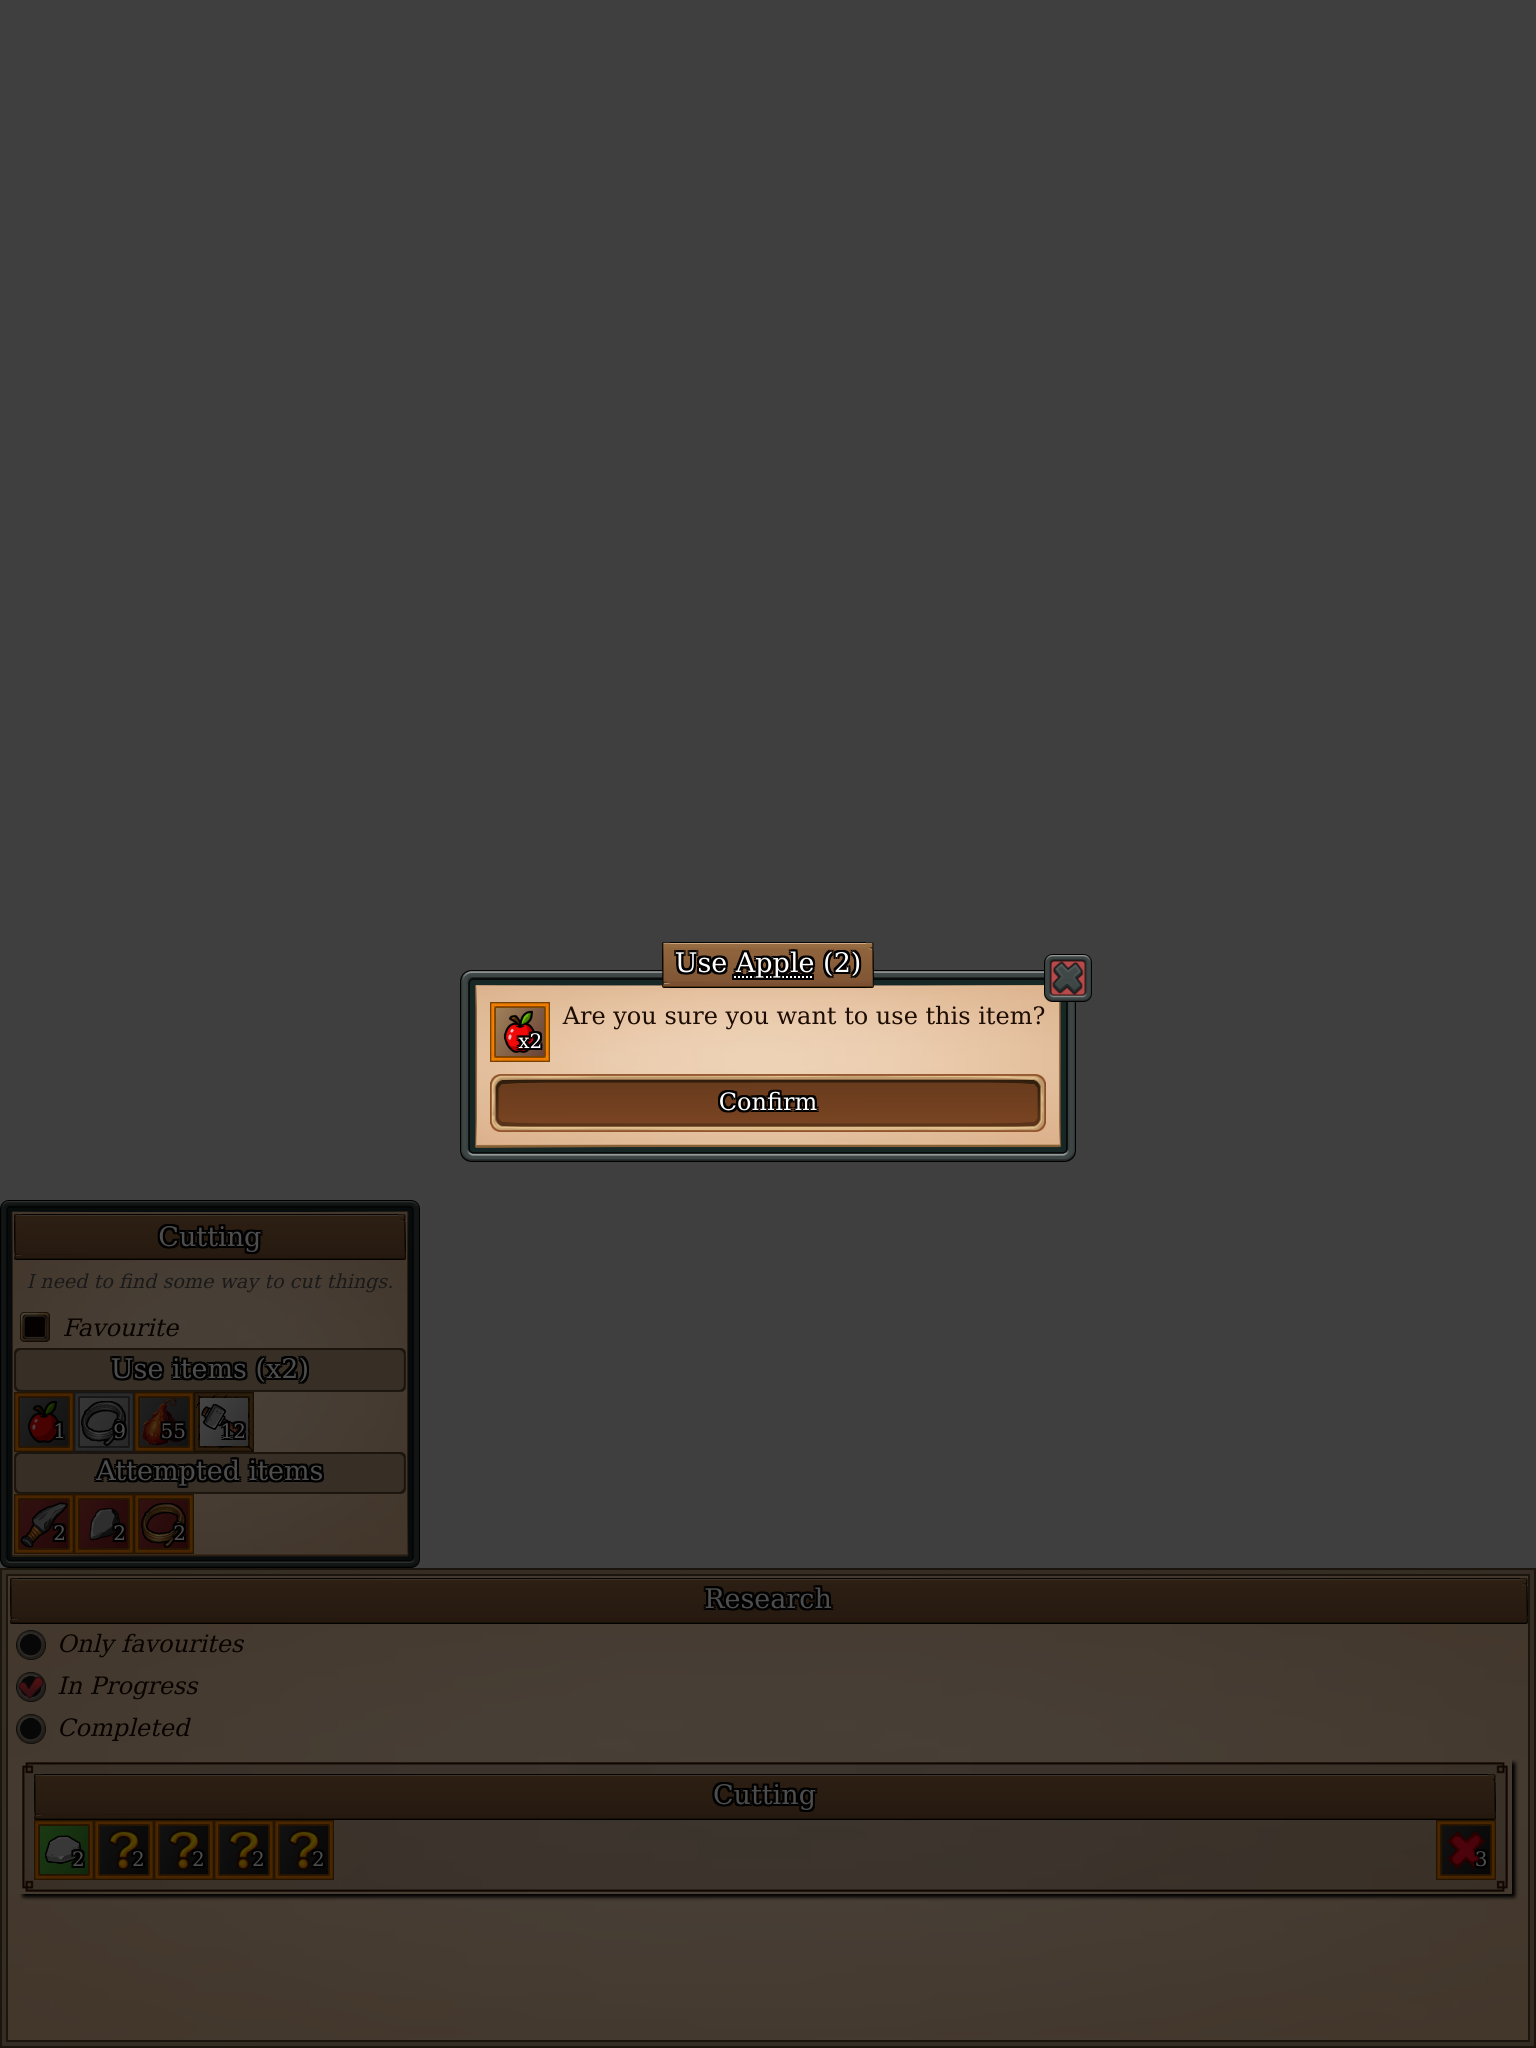 Use Apple (2)
x2
Are you sure you want to use this item?
Confirm
Cutting
I need to find some way to cut things.
Favourite
Use items (x2)
1 9 55 12
Attempted items
2 2 2
Research
Only favourites
In Progress
Completed
Cutting
2 ?2 ?2 ?2 ?2 3